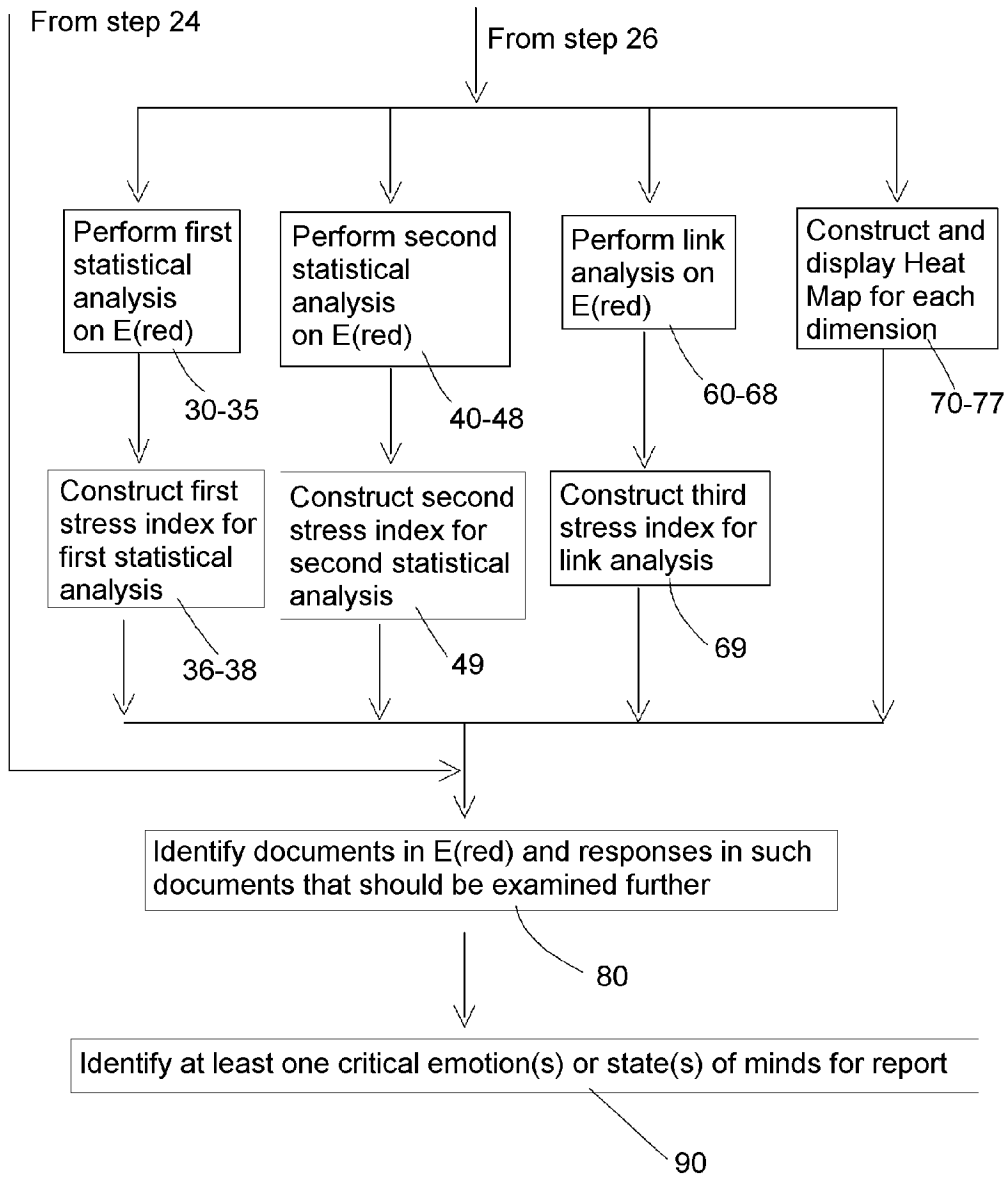 From step 24
From step 26
Perform first
statistical
analysis
on E(red)
30-35
Perform second
statistical
analysis
on E(red)
40-48
Perform link
analysis on
E(red)
60-68
Construct and
display Heat
Map for each
dimension
70-77
Construct first
stress index for
first statistical
analysis
36-38
Construct second
stress index for
second statistical
analysis
49
Construct third
stress index for
link analysis
69
Identify documents in E(red) and responses in such
documents that should be examined further
80
Identify at least one critical emotion(s) or state(s) of minds for report
90